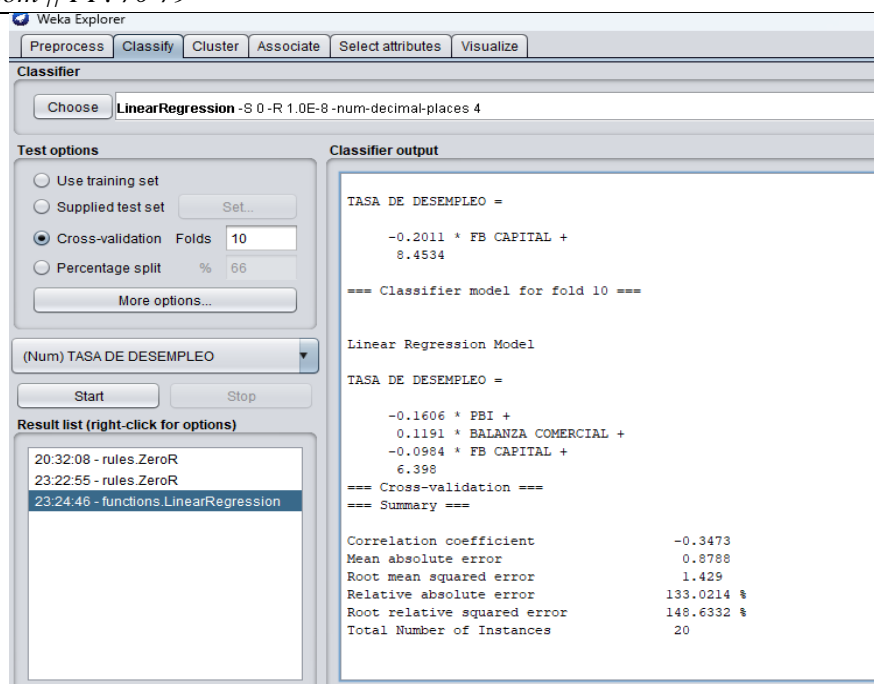 om // PP: 70-79
Weka Explorer
Preprocess Classify Cluster Associate Select attributes Visualize
Classifier
Choose LinearRegression -S 0 -R 1.0E-8 -num-decimal-places 4
Test options
Use training set
Supplied test set Set...
Cross-validation Folds 10
Percentage split % 66
More options...
(Num) TASA DE DESEMPLEO
Start Stop
Result list (right-click for options)
20:32:08 - rules.ZeroR
23:22:55 - rules.ZeroR
23:24:46 - functions.LinearRegression
Classifier output
TASA DE DESEMPLEO =
-0.2011 * FB CAPITAL +
8.4534
=== Classifier model for fold 10 ===
Linear Regression Model
TASA DE DESEMPLEO =
-0.1606 * PBI +
0.1191 * BALANZA COMERCIAL +
-0.0984 * FB CAPITAL +
6.398
=== Cross-validation ===
=== Summary ===
Correlation coefficient -0.3473
Mean absolute error 0.8788
Root mean squared error 1.429
Relative absolute error 133.0214 %
Root relative squared error 148.6332 %
Total Number of Instances 20